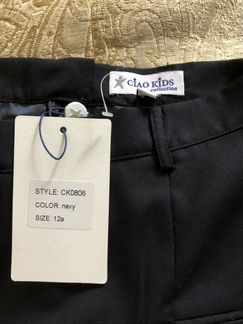 CIAO KIDS
collection
STYLE: CK0806
COLOR: navy
SIZE: 12a